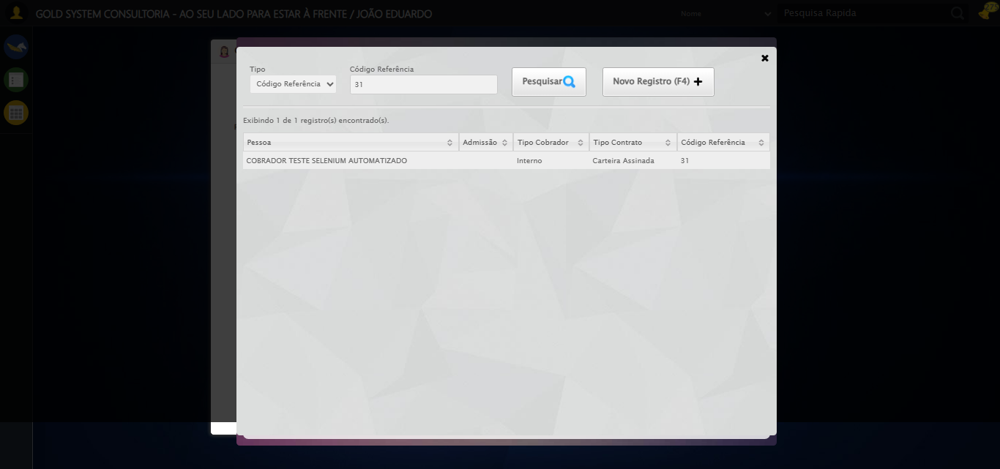 GOLD SYSTEM CONSULTORIA - AO SEU LADO PARA ESTAR À FRENTE / JOÃO EDUARDO
Nome
Pesquisa Rapida
Tipo
Código Referência
Código Referência
31
Pesquisar
Novo Registro (F4)
Exibindo 1 de 1 registro(s) encontrado(s).
Pessoa Admissão Tipo Cobrador Tipo Contrato Código Referência
COBRADOR TESTE SELENIUM AUTOMATIZADO Interno Carteira Assinada 31